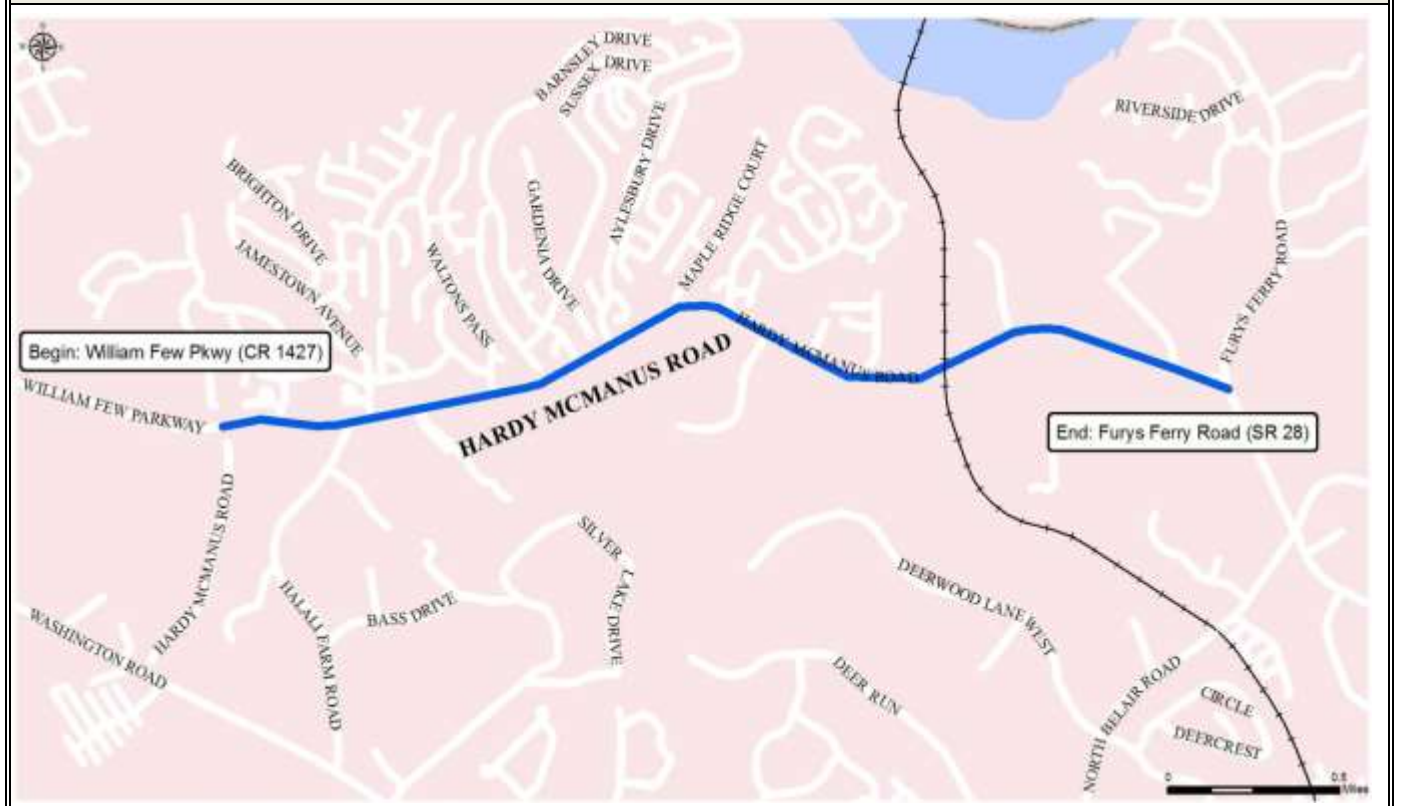 BARNSLEY DRIVE
SUSSEX DRIVE
RIVERSIDE DRIVE
AYLESBURY DRIVE
MAPLE RIDGE COURT
BRIGHTON DRIVE
GARDENIA DRIVE
JAMESTOWN AVENUE
WALTONS PASS
FURYS FERRY ROAD
Begin: William Few Pkwy (CR 1427)
HARDY MCMANUS ROAD
HARDY MCMANUS ROAD
WILLIAM FEW PARKWAY
End: Furys Ferry Road (SR 28)
HARDY MCMANUS ROAD
SILVER LAKE DRIVE
DEERWOOD LANE WEST
HALALI FARM ROAD
BASS DRIVE
WASHINGTON ROAD
DEER RUN
NORTH BELAIR ROAD
CIRCLE
DEERCREST
0
0.5
Miles